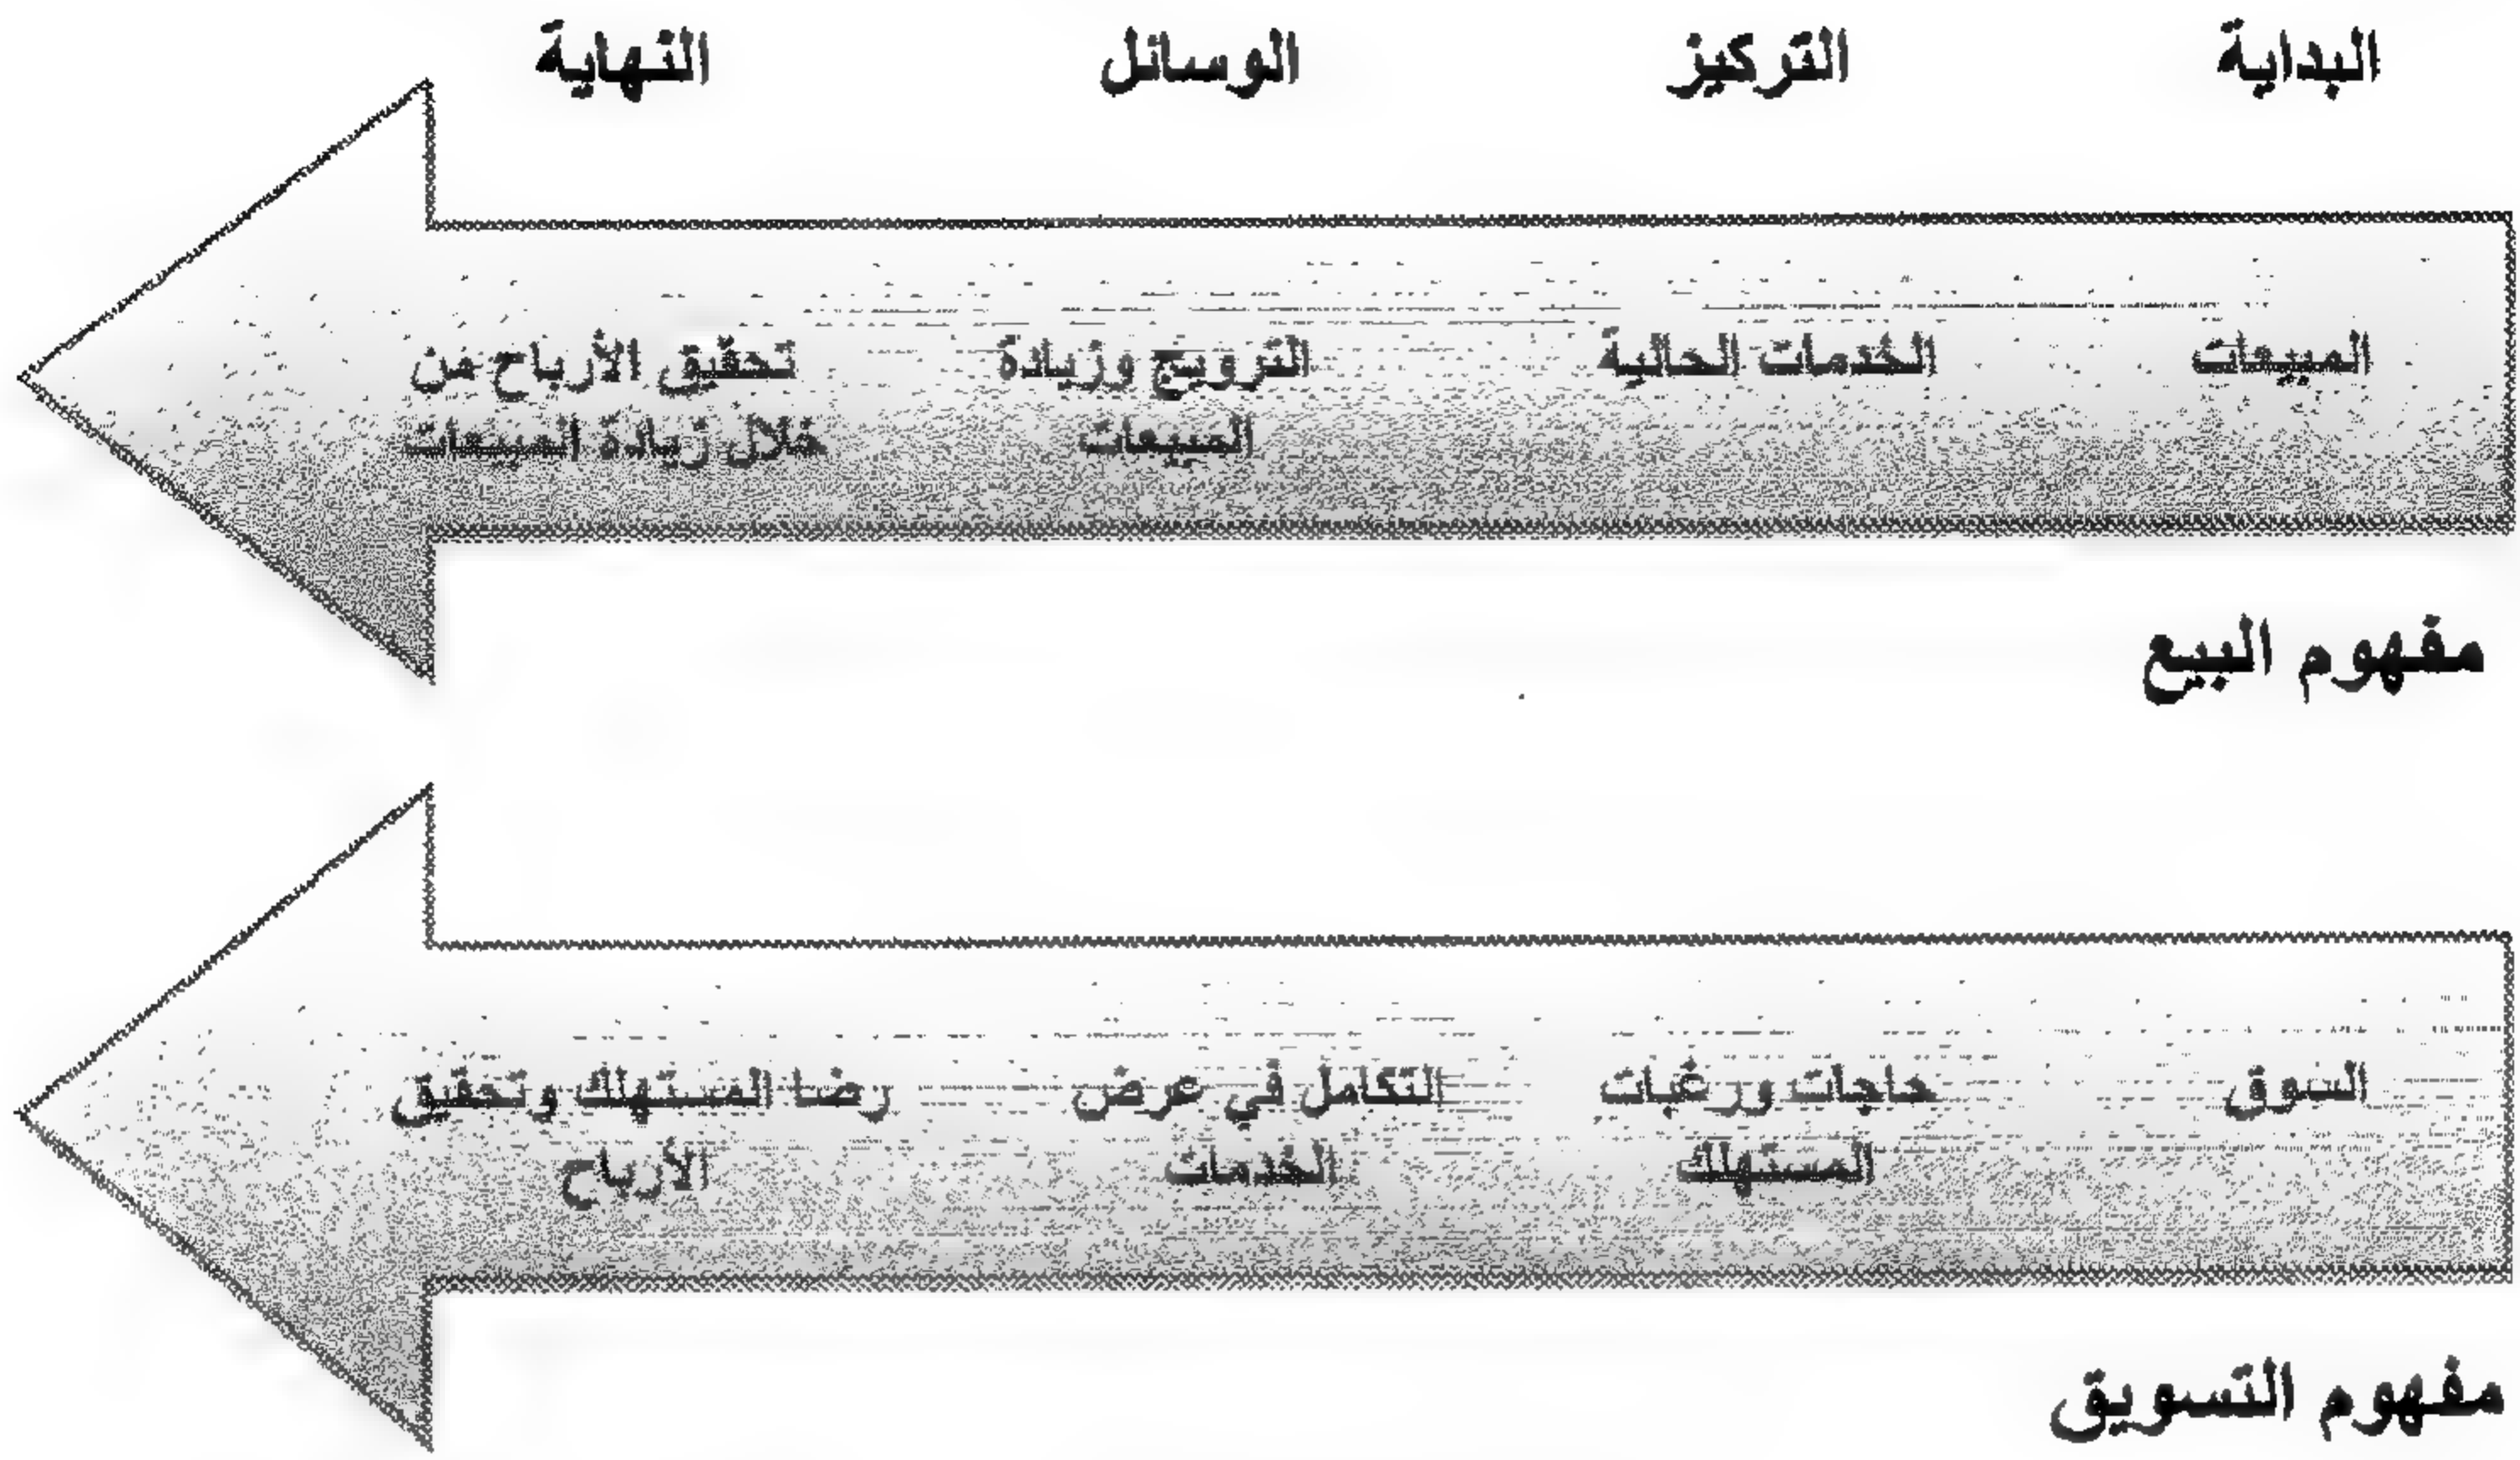 البداية التركيز الوسائل النهاية
المبيعات الخدمات الحالية الترويج وزيادة تحقيق الأرباح من
المبيعات خلال زيادة المبيعات
مفهوم البيع
السوق حاجات ورغبات التكامل في عرض رضا المستهلك وتحقيق
المستهلك الخدمات الأرباح
مفهوم التسويق